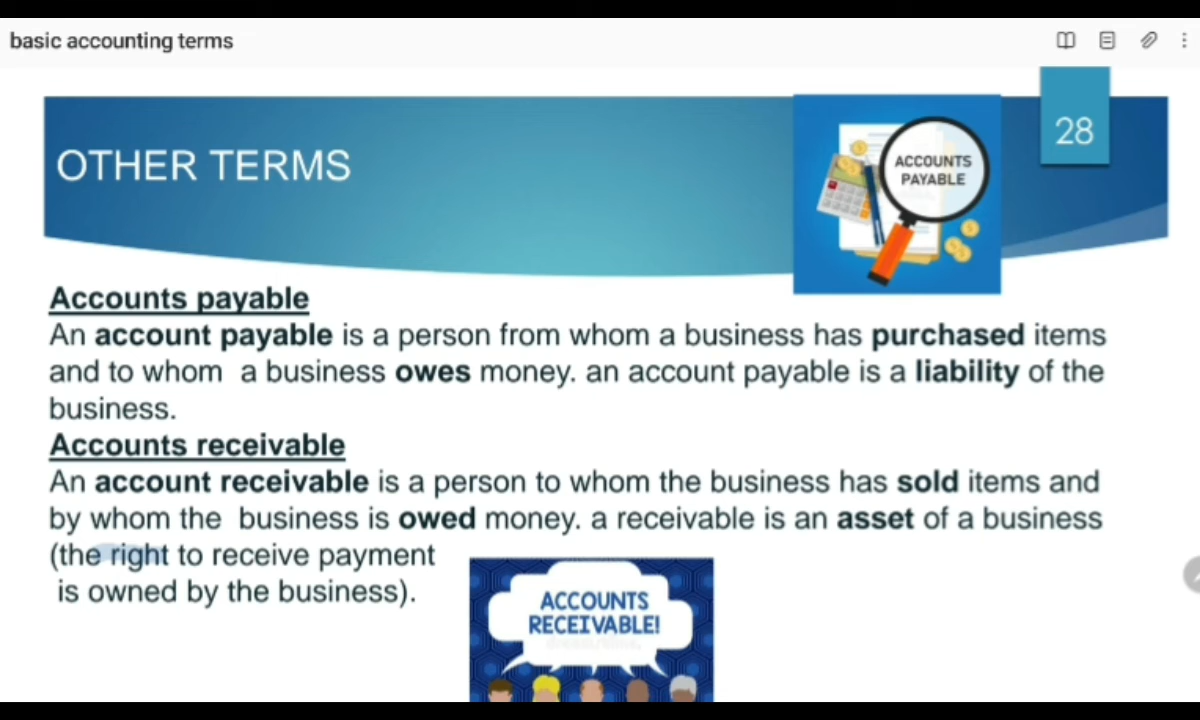 basic accounting terms
28
OTHER TERMS
ACCOUNTS
PAYABLE
Accounts payable
An account payable is a person from whom a business has purchased items
and to whom a business owes money. an account payable is a liability of the
business.
Accounts receivable
An account receivable is a person to whom the business has sold items and
by whom the business is owed money. a receivable is an asset of a business
(the right to receive payment
is owned by the business).
ACCOUNTS
RECEIVABLE!